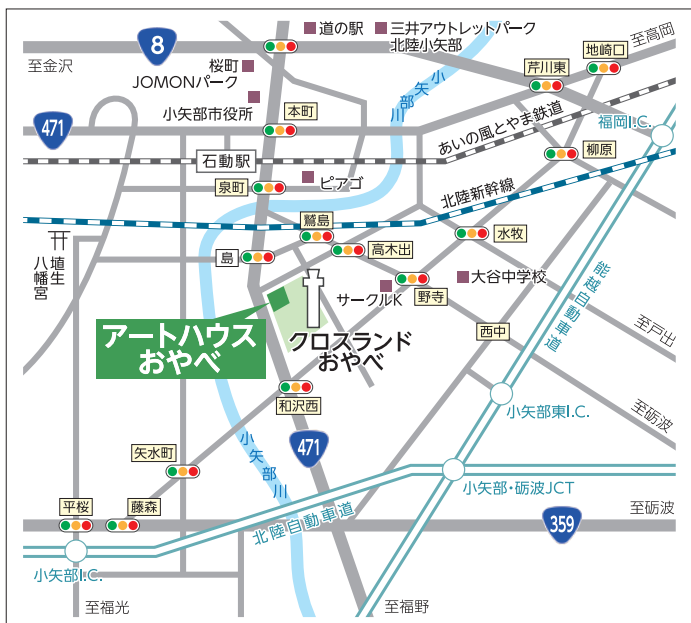 8
道の駅
三井アウトレットパーク
北陸小矢部
至高岡
地崎口
至金沢
桜町
JOMONパーク
芹川東
小矢部川
小矢部市役所
本町
471
あいの風とやま鉄道
福岡I.C.
石動駅
柳原
泉町
ピアゴ
北陸新幹線
鷲島
水牧
埴生
八幡宮
島
高木出
大谷中学校
サークルK
野寺
能越自動車道
至戸出
アートハウス
おやべ
クロスランド
おやべ
西中
和沢西
至砺波
小矢部東I.C.
小矢部川
471
矢水町
小矢部・砺波JCT
平桜
藤森
北陸自動車道
359
至砺波
小矢部I.C.
至福光
至福野